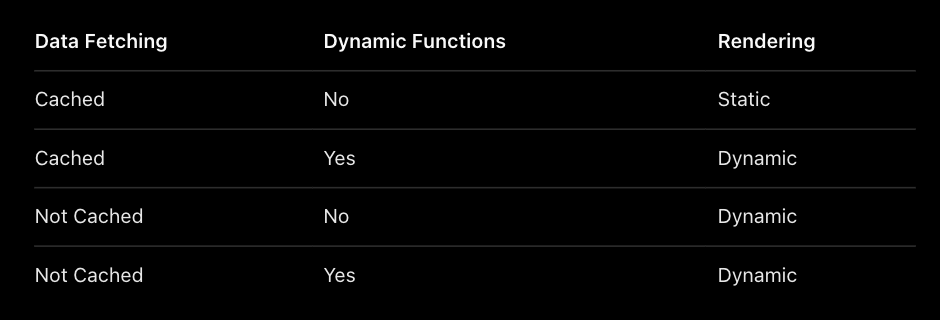 Data Fetching Dynamic Functions Rendering
Cached No Static
Cached Yes Dynamic
Not Cached No Dynamic
Not Cached Yes Dynamic